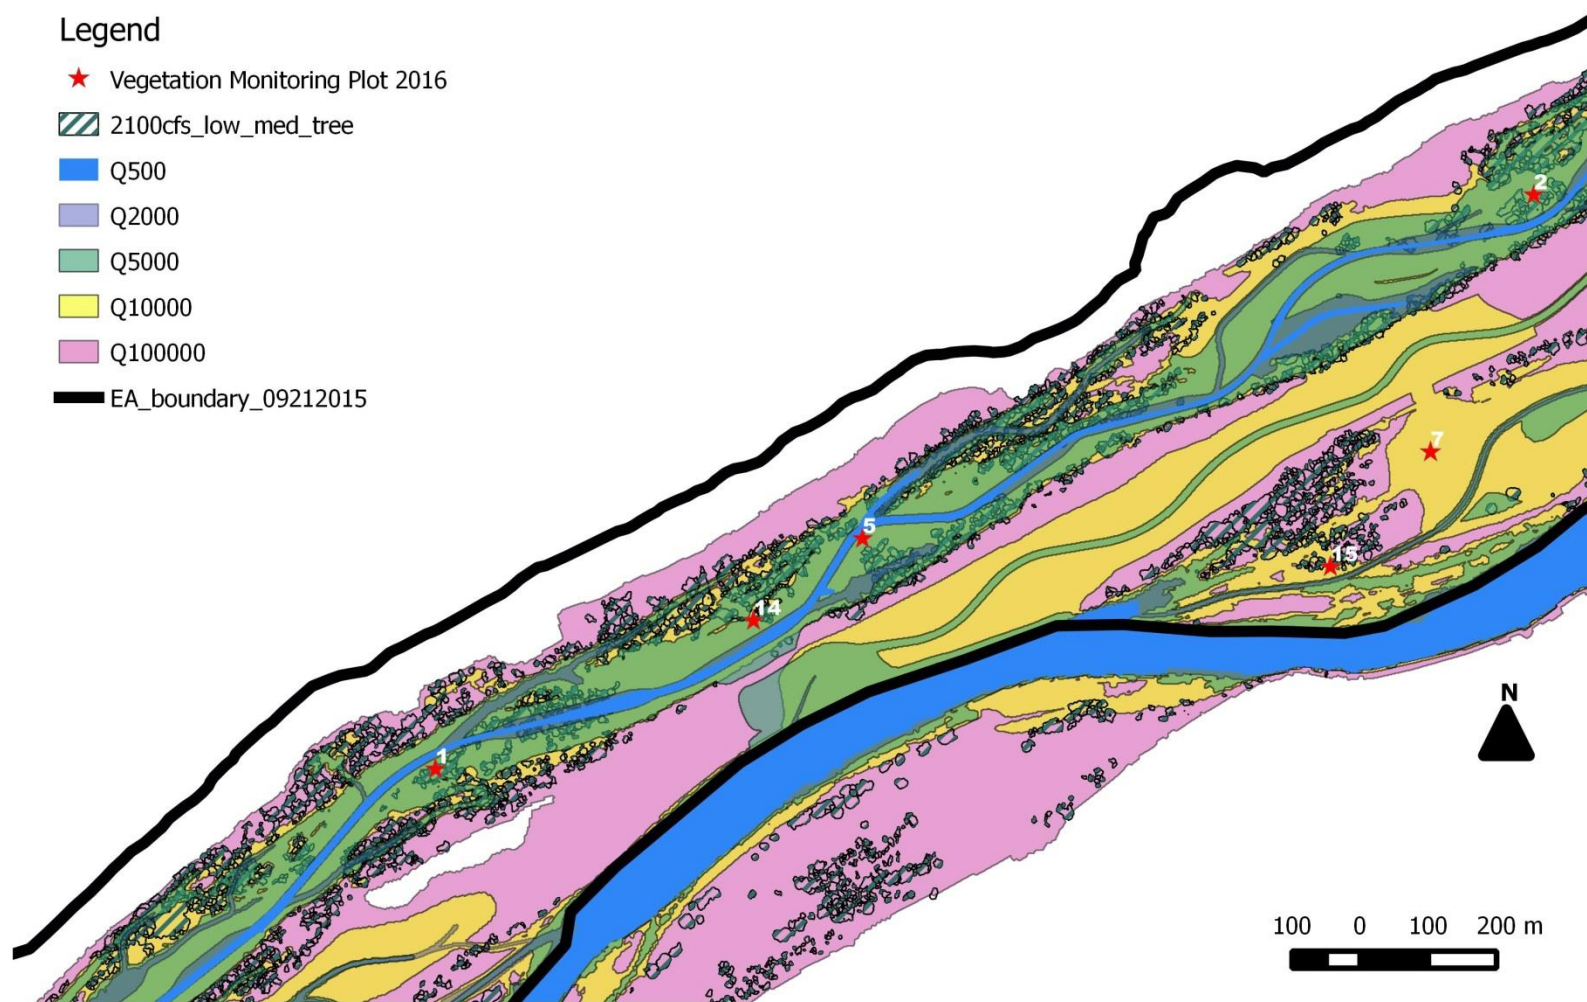 Legend
Vegetation Monitoring Plot 2016
2100cfs_low_med_tree
Q500
Q2000
Q5000
Q10000
Q100000
EA_boundary_09212015
2
7
5
15
14
N
1
100 0 100 200 m